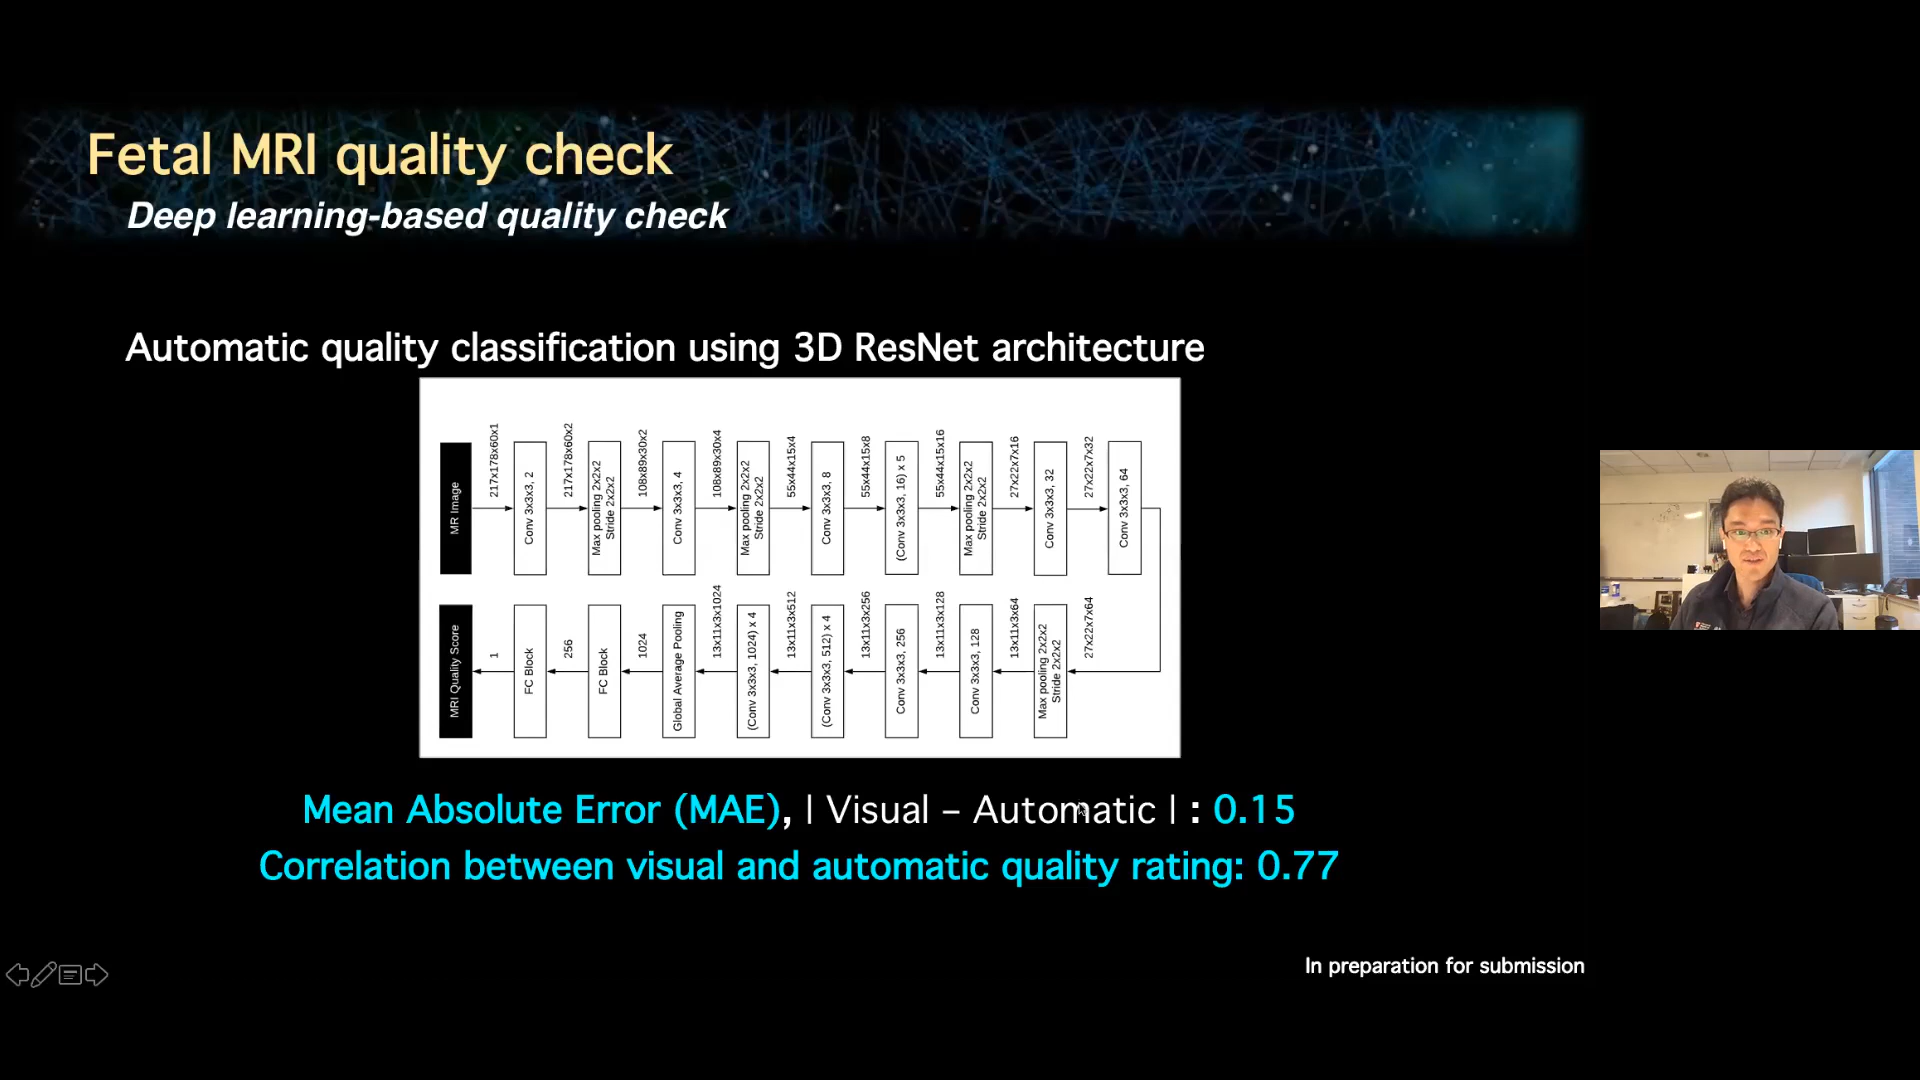 Fetal MRI quality check
Deep learning-based quality check
Automatic quality classification using 3D ResNet architecture
MR Image
217x178x60x1
Conv 3x3x3, 2
217x178x60x2
Max pooling 2x2x2
Stride 2x2x2
108x89x30x2
Conv 3x3x3, 4
108x89x30x4
Max pooling 2x2x2
Stride 2x2x2
55x44x15x4
Conv 3x3x3, 8
55x44x15x8
(Conv 3x3x3, 16) x 5
55x44x15x16
Max pooling 2x2x2
Stride 2x2x2
27x22x7x16
Conv 3x3x3, 32
27x22x7x32
Conv 3x3x3, 64
27x22x7x64
Max pooling 2x2x2
Stride 2x2x2
13x11x3x64
Conv 3x3x3, 128
13x11x3x128
Conv 3x3x3, 256
13x11x3x256
(Conv 3x3x3, 512) x 4
13x11x3x512
(Conv 3x3x3, 1024) x 4
13x11x3x1024
Global Average Pooling
1024
FC Block
256
FC Block
1
MRI Quality Score
Mean Absolute Error (MAE), | Visual – Automatic | : 0.15
Correlation between visual and automatic quality rating: 0.77
In preparation for submission